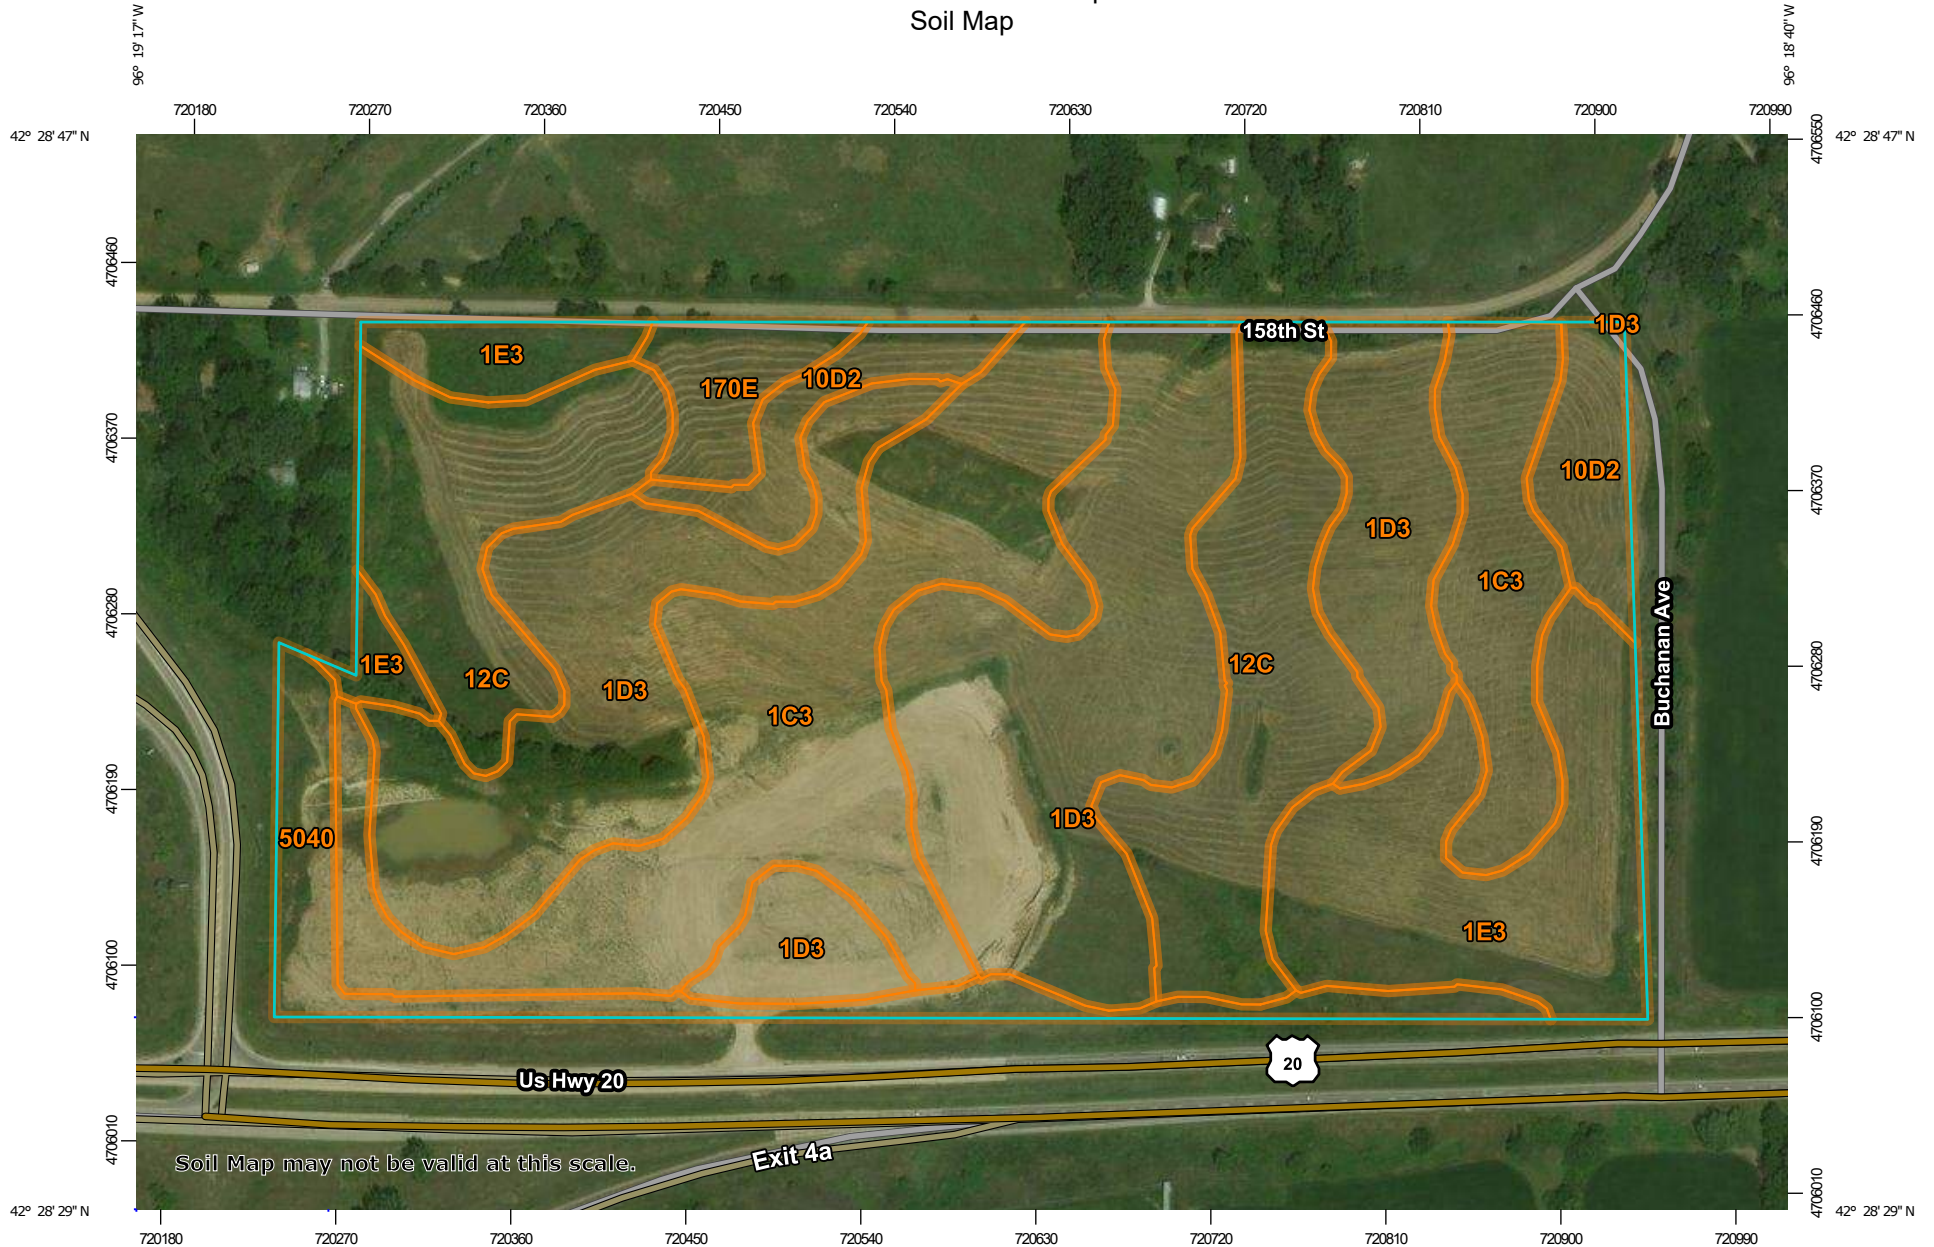 Soil Map
96° 19' 17" W
96° 18' 40" W
720180 720270 720360 720450 720540 720630 720720 720810 720900 720990
42° 28' 47" N
42° 28' 47" N
4706550
4706460
4706460
4706370
4706370
4706280
4706280
4706190
4706190
4706100
4706100
4706010
4706010
158th St
1D3
1E3
170E
10D2
10D2
1D3
1C3
1E3
12C
1D3
1C3
12C
Buchanan Ave
5040
1D3
1D3
1E3
20
Us Hwy 20
Exit 4a
Soil Map may not be valid at this scale.
42° 28' 29" N
42° 28' 29" N
720180 720270 720360 720450 720540 720630 720720 720810 720900 720990